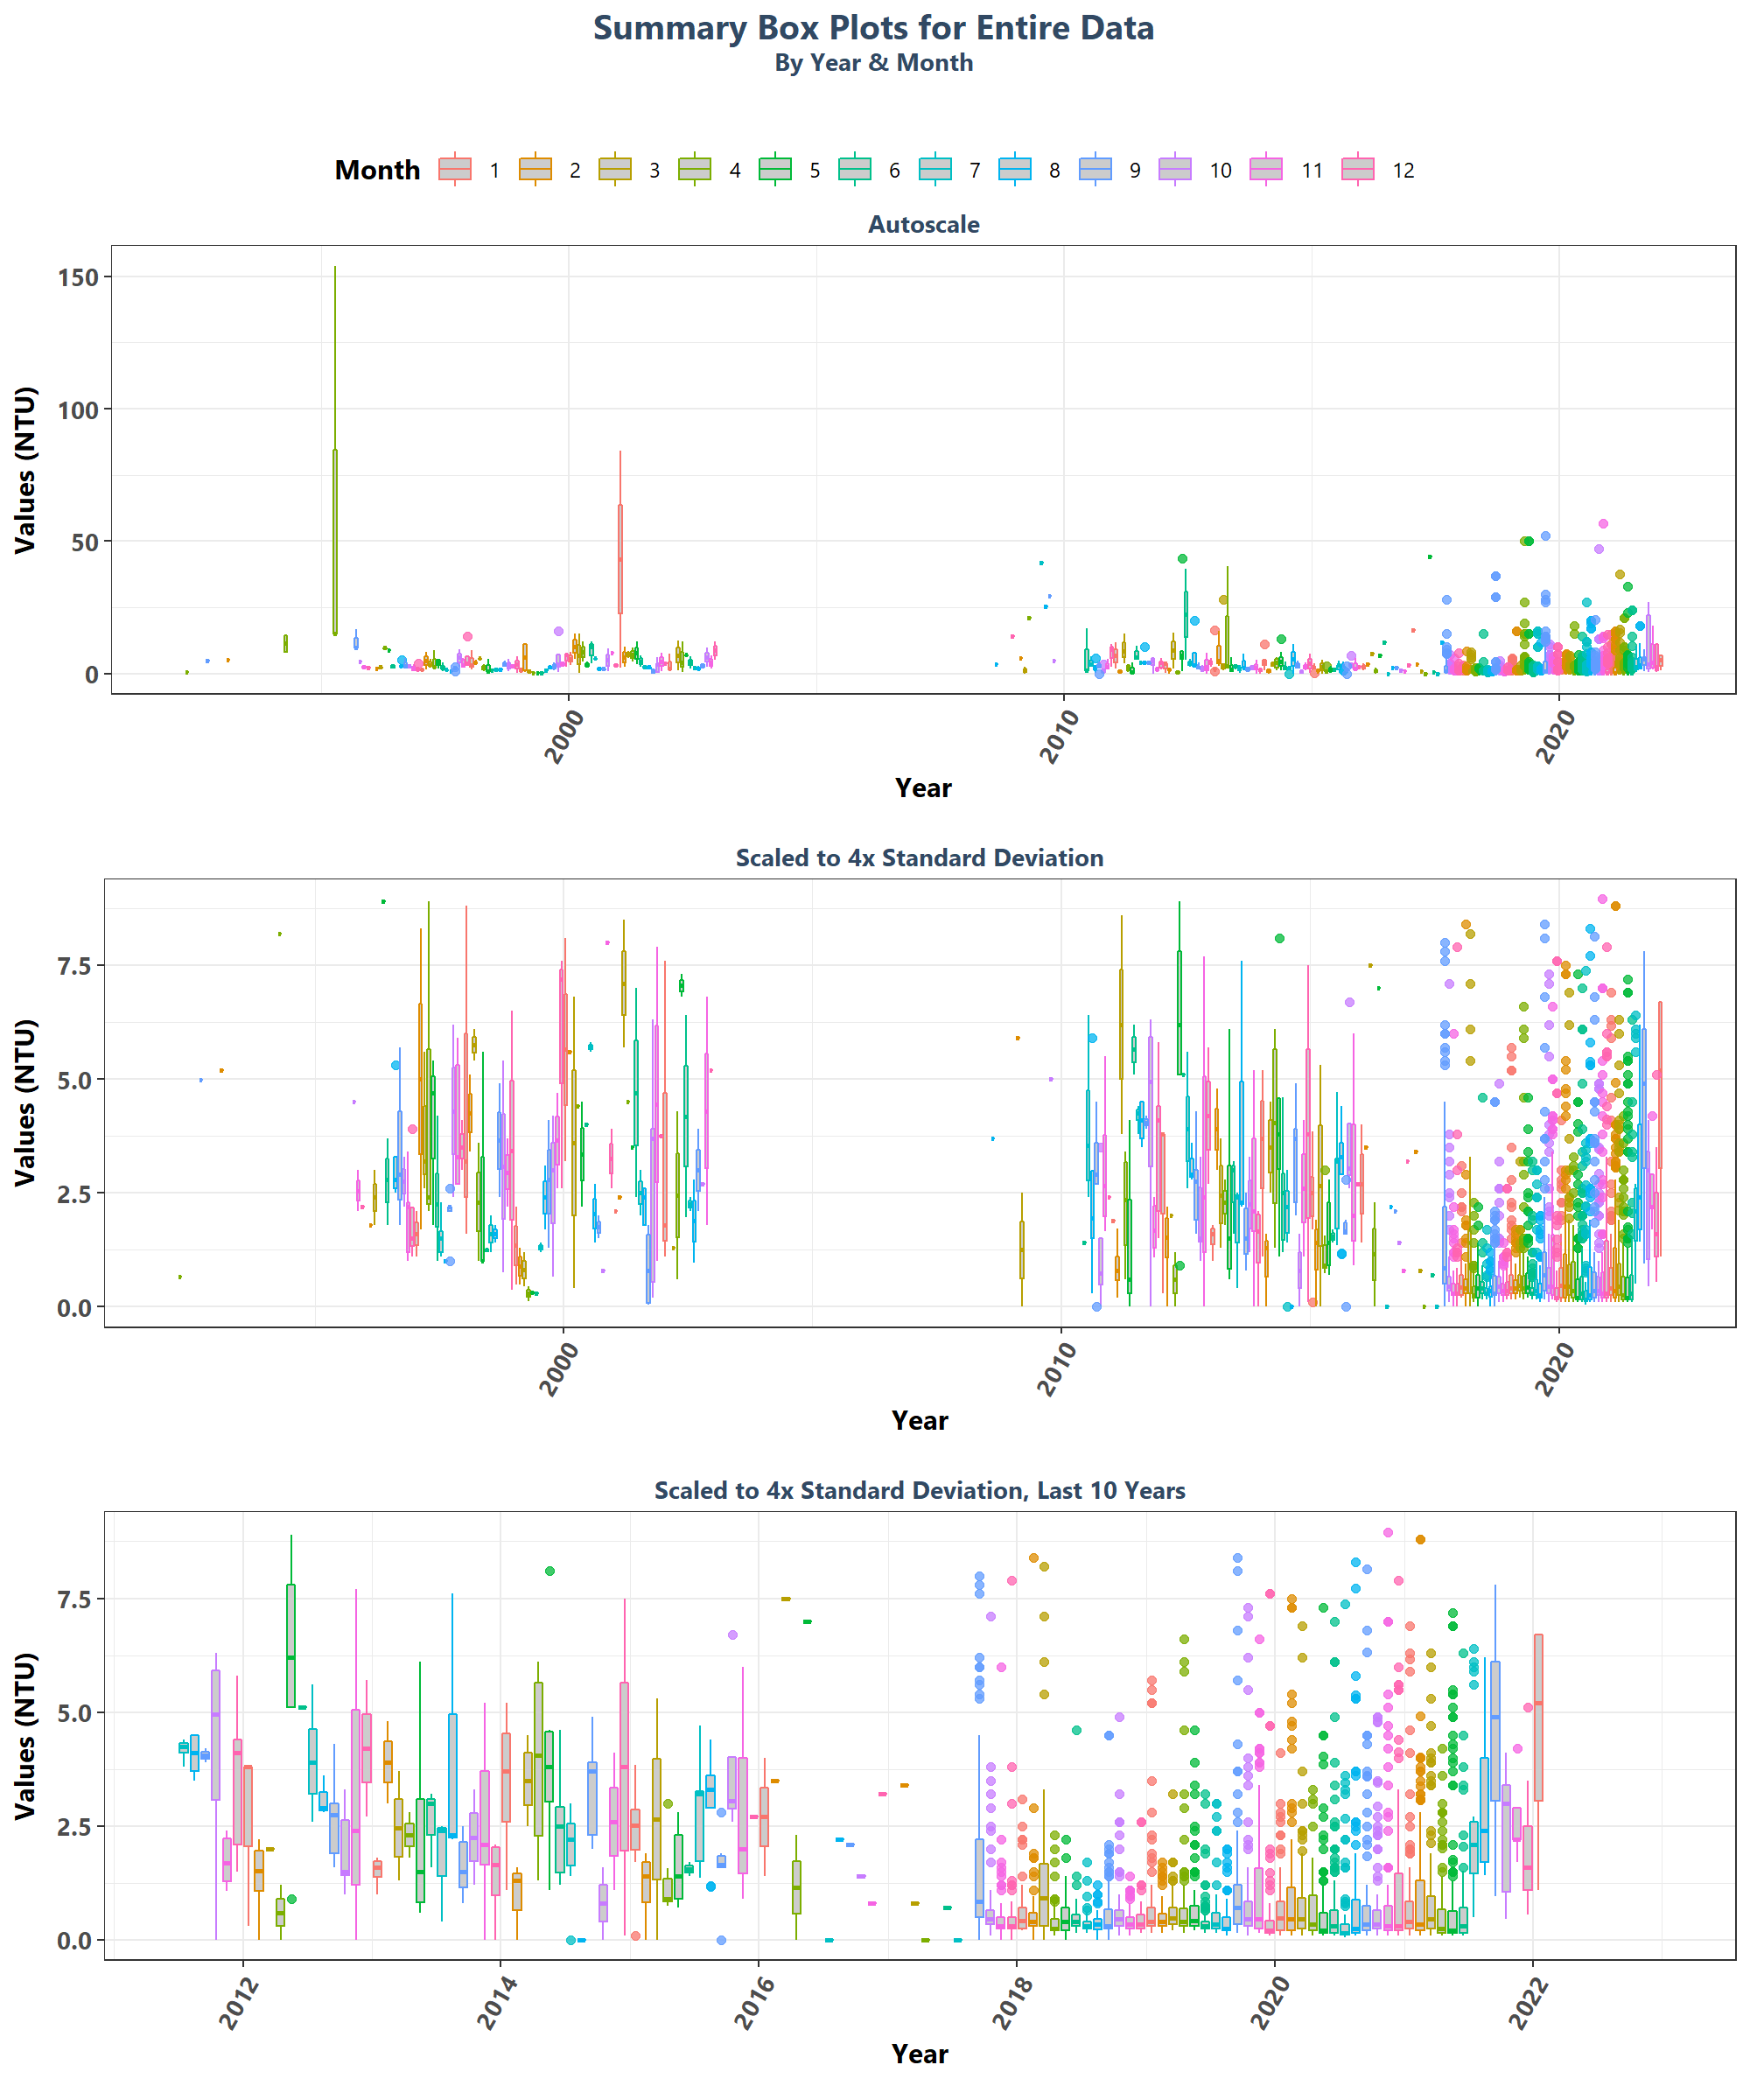 Summary Box Plots for Entire Data
By Year & Month
Month 1 2 3 4 5 6 7 8 9 10 11 12
Autoscale
Values (NTU)
150
100
50
0
2000 2010 2020
Year
Scaled to 4x Standard Deviation
Values (NTU)
7.5
5.0
2.5
0.0
2000 2010 2020
Year
Scaled to 4x Standard Deviation, Last 10 Years
Values (NTU)
7.5
5.0
2.5
0.0
2012 2014 2016 2018 2020 2022
Year